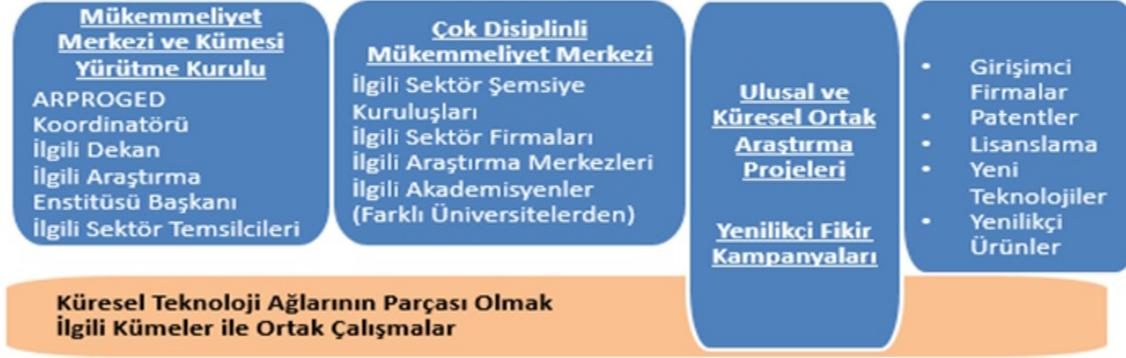 Mükemmeliyet
Merkezi ve Kümesi
Yürütme Kurulu
ARPROGED
Koordinatörü
İlgili Dekan
İlgili Araştırma
Enstitüsü Başkanı
İlgili Sektör Temsilcileri
Çok Disiplinli
Mükemmeliyet Merkezi
İlgili Sektör Şemsiye
Kuruluşları
İlgili Sektör Firmaları
İlgili Araştırma Merkezleri
İlgili Akademisyenler
(Farklı Üniversitelerden)
Ulusal ve
Küresel Ortak
Araştırma
Projeleri
Yenilikçi Fikir
Kampanyaları
• Girişimci
Firmalar
• Patentler
• Lisanslama
• Yeni
Teknolojiler
• Yenilikçi
Ürünler
Küresel Teknoloji Ağlarının Parçası Olmak
İlgili Kümeler ile Ortak Çalışmalar